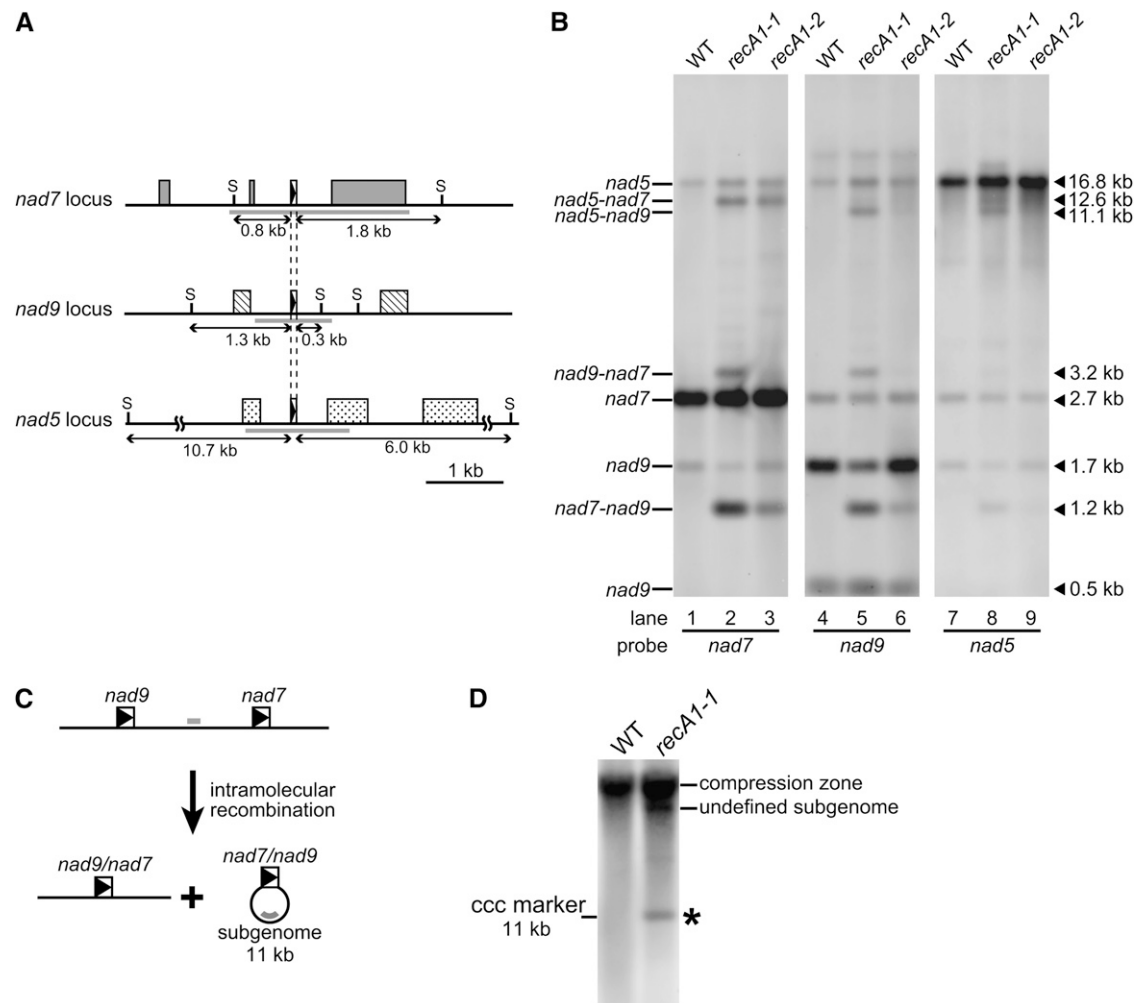 A
nad7 locus
S
S
0.8 kb
1.8 kb
nad9 locus
S
S
S
1.3 kb
0.3 kb
nad5 locus
S
S
10.7 kb
6.0 kb
1 kb
B
WT
recA1-1
recA1-2
WT
recA1-1
recA1-2
WT
recA1-1
recA1-2
nad5
nad5-nad7
nad5-nad9
nad9-nad7
nad7
nad9
nad7-nad9
nad9
16.8 kb
12.6 kb
11.1 kb
3.2 kb
2.7 kb
1.7 kb
1.2 kb
0.5 kb
lane 1 2 3 4 5 6 7 8 9
probe nad7 nad9 nad5
C
nad9 nad7
intramolecular
recombination
nad9/nad7
nad7/nad9
+
subgenome
11 kb
D
WT
recA1-1
compression zone
undefined subgenome
ccc marker
11 kb
*